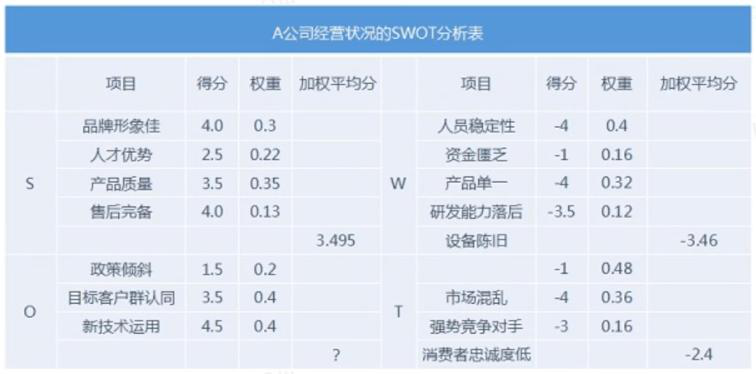 A公司经营状况的SWOT分析表
项目 得分 权重 加权平均分 项目 得分 权重 加权平均分
品牌形象佳 4.0 0.3 人员稳定性 -4 0.4
人才优势 2.5 0.22 资金匮乏 -1 0.16
S 产品质量 3.5 0.35 W 产品单一 -4 0.32
售后完备 4.0 0.13 研发能力落后 -3.5 0.12
3.495 设备陈旧 -3.46
政策倾斜 1.5 0.2 -1 0.48
目标客户群认同 3.5 0.4 市场混乱 -4 0.36
O 新技术运用 4.5 0.4 T 强势竞争对手 -3 0.16
? 消费者忠诚度低 -2.4